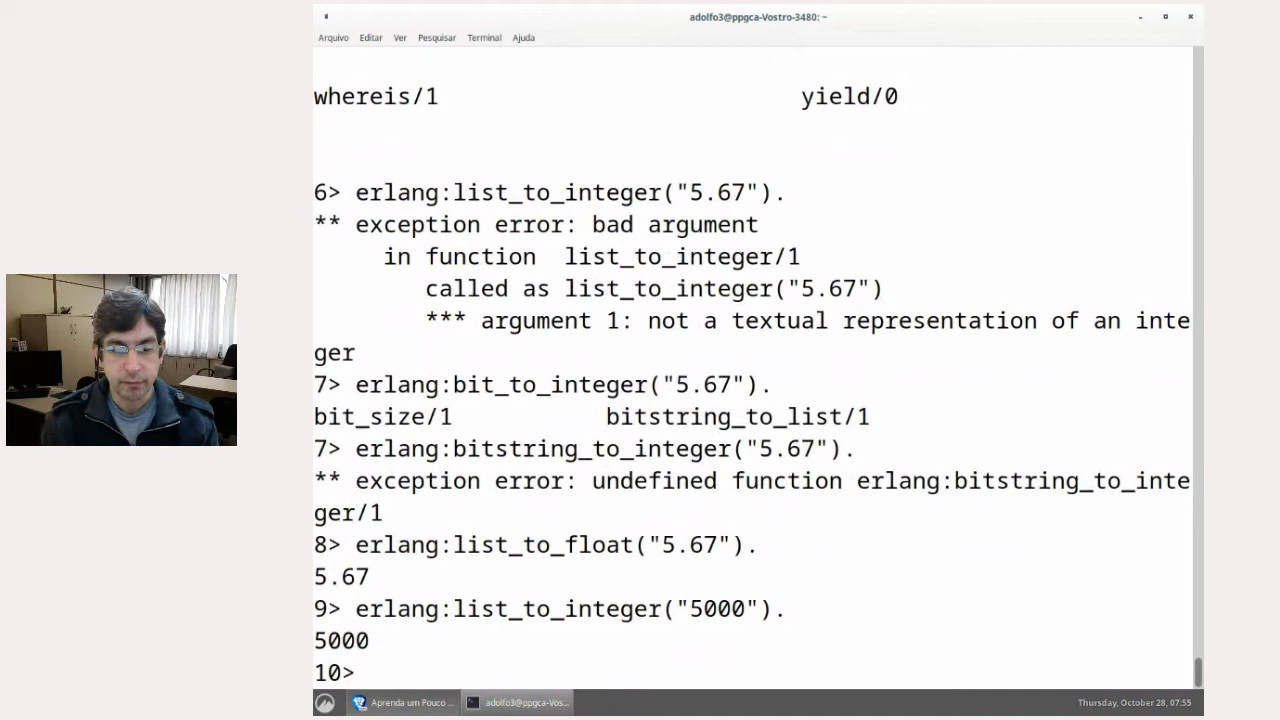 adolfo3@ppgca-Vostro-3480: ~
Arquivo Editar Ver Pesquisar Terminal Ajuda
whereis/1 yield/0
6> erlang:list_to_integer("5.67").
** exception error: bad argument
in function list_to_integer/1
called as list_to_integer("5.67")
*** argument 1: not a textual representation of an inte
ger
7> erlang:bit_to_integer("5.67").
bit_size/1 bitstring_to_list/1
7> erlang:bitstring_to_integer("5.67").
** exception error: undefined function erlang:bitstring_to_inte
ger/1
8> erlang:list_to_float("5.67").
5.67
9> erlang:list_to_integer("5000").
5000
10>
Aprenda um Pouco ... adolfo3@ppgca-Vos... Thursday, October 28, 07:55